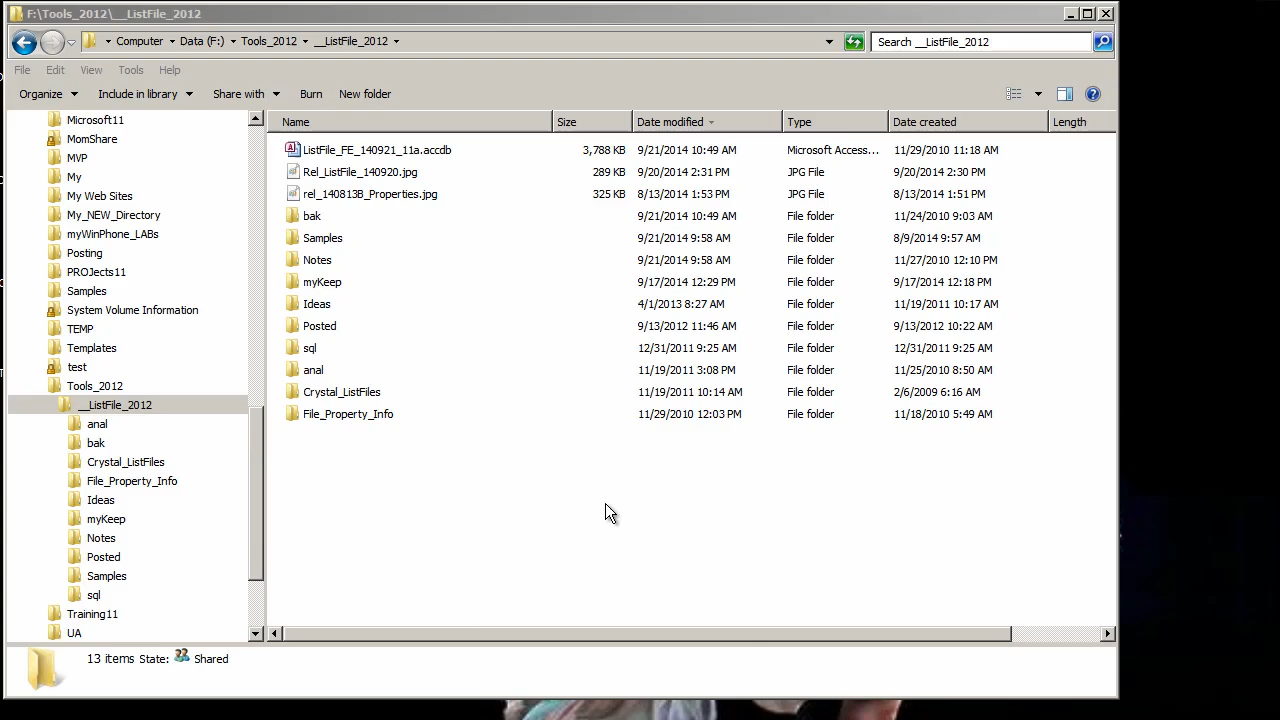 F:\Tools_2012\__ListFile_2012
Computer Data (F:) Tools_2012 __ListFile_2012
Search __ListFile_2012
File Edit View Tools Help
Organize Include in library Share with Burn New folder
Microsoft11
MomShare
MVP
My
My Web Sites
My_NEW_Directory
myWinPhone_LABs
Posting
PROJects11
Samples
System Volume Information
TEMP
Templates
test
Tools_2012
__ListFile_2012
anal
bak
Crystal_ListFiles
File_Property_Info
Ideas
myKeep
Notes
Posted
Samples
sql
Training11
UA
Name Size Date modified Type Date created Length
ListFile_FE_140921_11a.accdb 3,788 KB 9/21/2014 10:49 AM Microsoft Access... 11/29/2010 11:18 AM
Rel_ListFile_140920.jpg 289 KB 9/20/2014 2:31 PM JPG File 9/20/2014 2:30 PM
rel_140813B_Properties.jpg 325 KB 8/13/2014 1:53 PM JPG File 8/13/2014 1:51 PM
bak 9/21/2014 10:49 AM File folder 11/24/2010 9:03 AM
Samples 9/21/2014 9:58 AM File folder 8/9/2014 9:57 AM
Notes 9/21/2014 9:58 AM File folder 11/27/2010 12:10 PM
myKeep 9/17/2014 12:29 PM File folder 9/17/2014 12:18 PM
Ideas 4/1/2013 8:27 AM File folder 11/19/2011 10:17 AM
Posted 9/13/2012 11:46 AM File folder 9/13/2012 10:22 AM
sql 12/31/2011 9:25 AM File folder 12/31/2011 9:25 AM
anal 11/19/2011 3:08 PM File folder 11/25/2010 8:50 AM
Crystal_ListFiles 11/19/2011 10:14 AM File folder 2/6/2009 6:16 AM
File_Property_Info 11/29/2010 12:03 PM File folder 11/18/2010 5:49 AM
13 items State: Shared